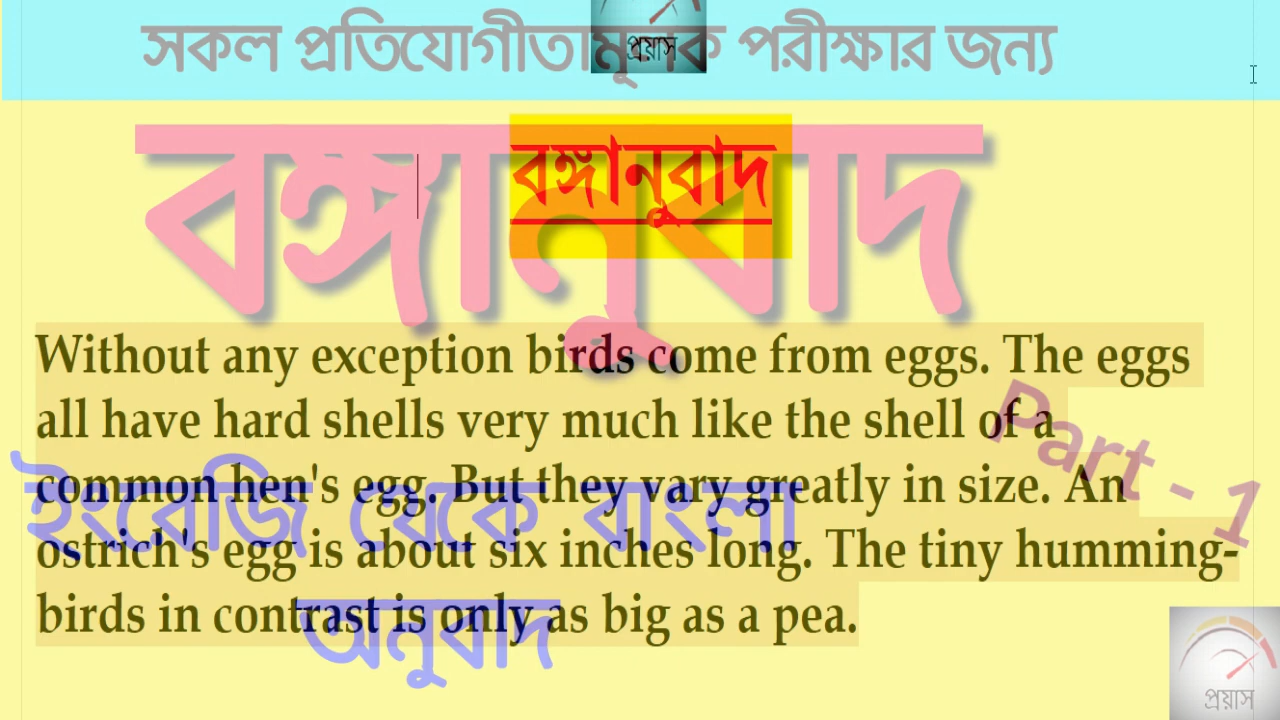 সকল প্রতিযোগীতামূলক পরীক্ষার জন্য
প্রয়াস
বঙ্গানুবাদ
বঙ্গানুবাদ
Without any exception birds come from eggs. The eggs
all have hard shells very much like the shell of a
Part - 1
common hen's egg. But they vary greatly in size. An
ইংরেজি থেকে বাংলা
ostrich's egg is about six inches long. The tiny humming-
birds in contrast is only as big as a pea.
অনুবাদ
প্রয়াস